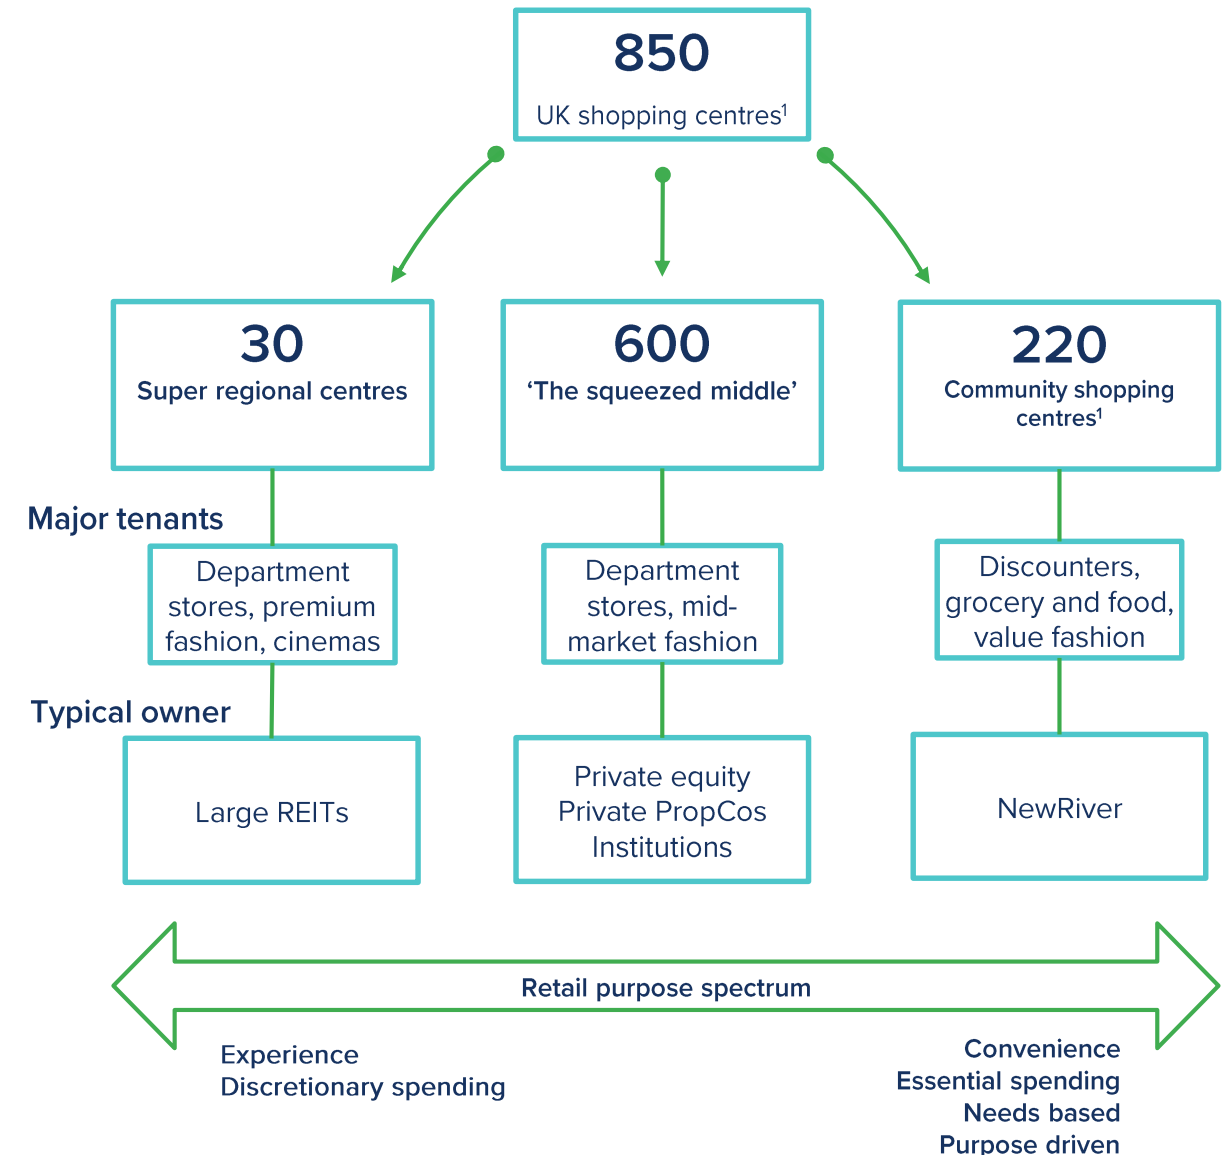 850
UK shopping centres¹
30
Super regional centres
600
‘The squeezed middle’
220
Community shopping
centres¹
Major tenants
Department
stores, premium
fashion, cinemas
Department
stores, mid-
market fashion
Discounters,
grocery and food,
value fashion
Typical owner
Large REITs
Private equity
Private PropCos
Institutions
NewRiver
Retail purpose spectrum
Experience
Discretionary spending
Convenience
Essential spending
Needs based
Purpose driven